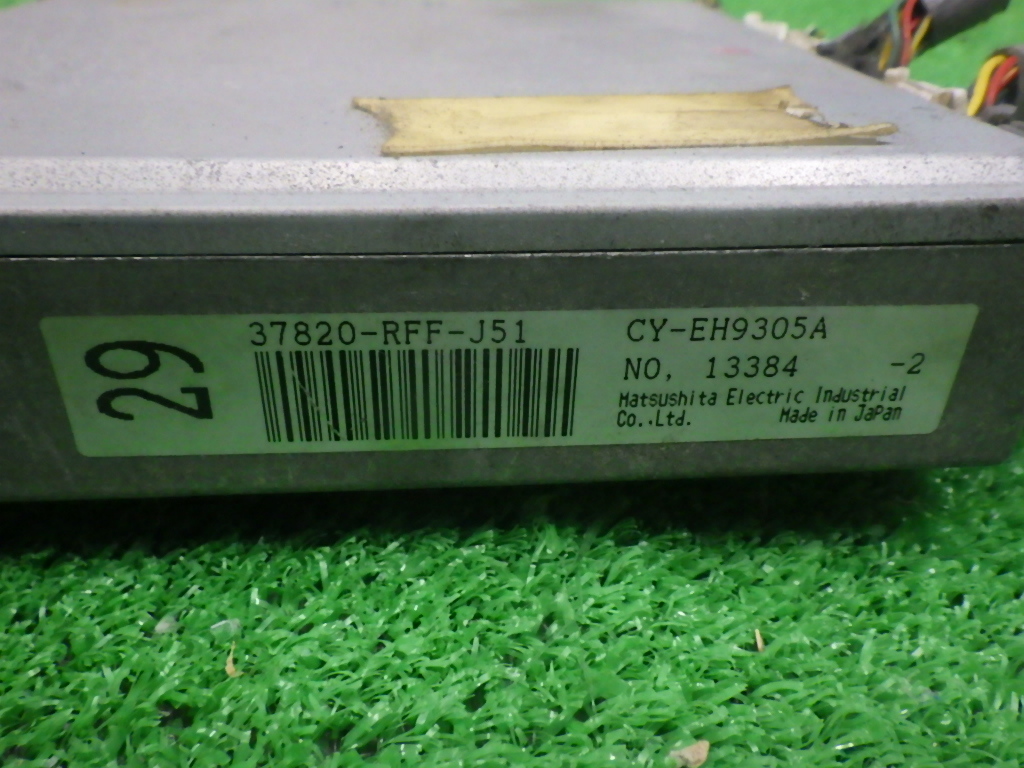 29
37820-RFF-J51
CY-EH9305A
NO, 13384 -2
Matsushita Electric Industrial
Co.,Ltd. Made in JaPan